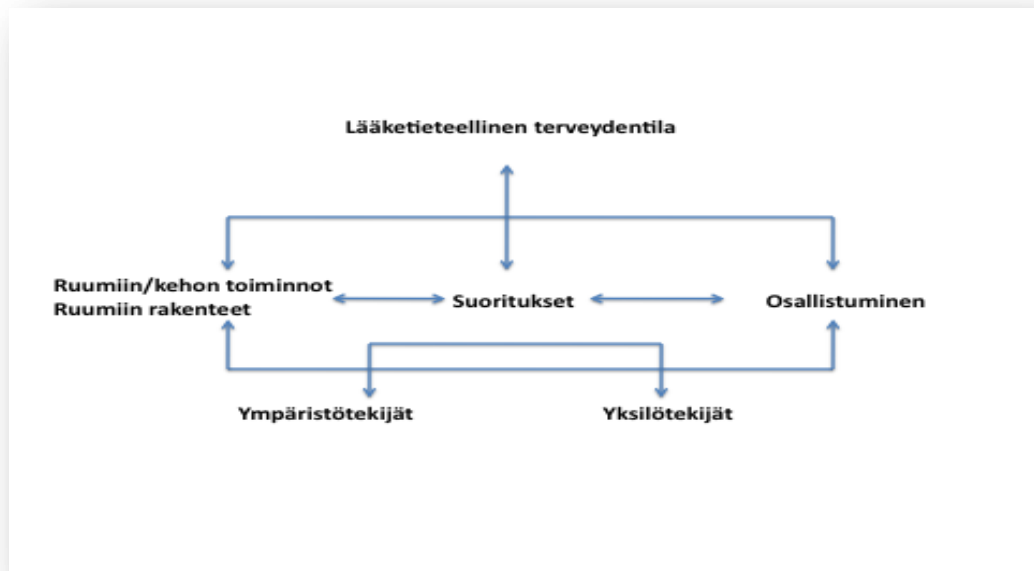 Lääketieteellinen terveydentila
Ruumiin/kehon toiminnot
Ruumiin rakenteet
Suoritukset
Osallistuminen
Ympäristötekijät
Yksilötekijät